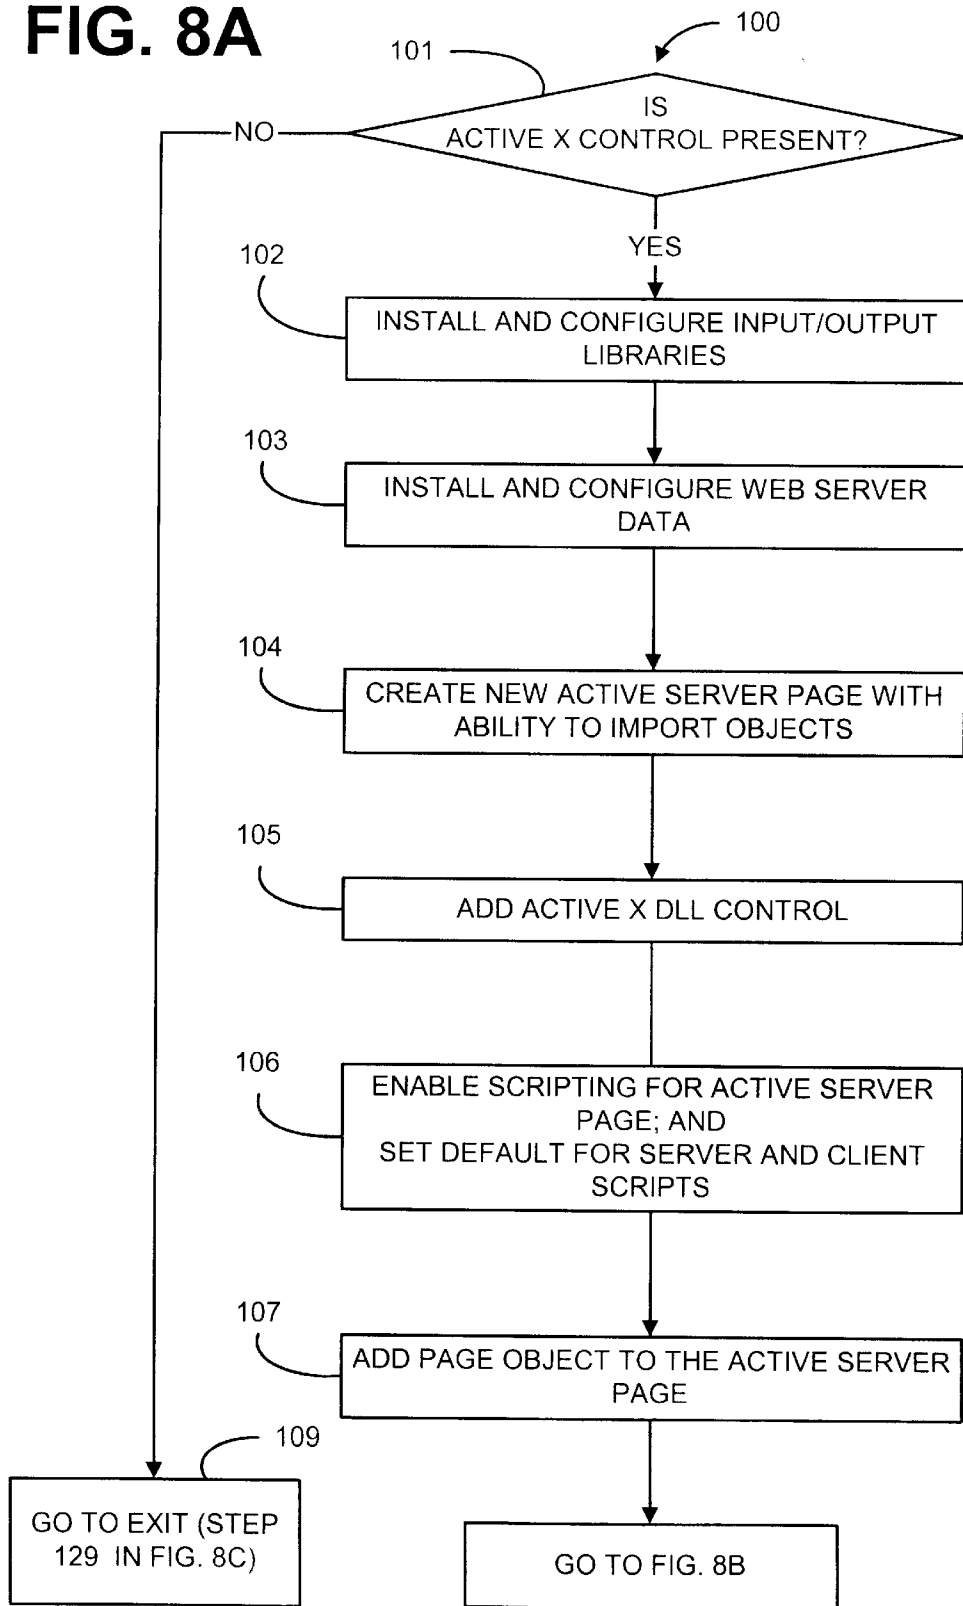 FIG. 8A
100
101
IS
ACTIVE X CONTROL PRESENT?
NO
YES
102
INSTALL AND CONFIGURE INPUT/OUTPUT
LIBRARIES
103
INSTALL AND CONFIGURE WEB SERVER
DATA
104
CREATE NEW ACTIVE SERVER PAGE WITH
ABILITY TO IMPORT OBJECTS
105
ADD ACTIVE X DLL CONTROL
106
ENABLE SCRIPTING FOR ACTIVE SERVER
PAGE; AND
SET DEFAULT FOR SERVER AND CLIENT
SCRIPTS
107
ADD PAGE OBJECT TO THE ACTIVE SERVER
PAGE
109
GO TO EXIT (STEP
129 IN FIG. 8C)
GO TO FIG. 8B